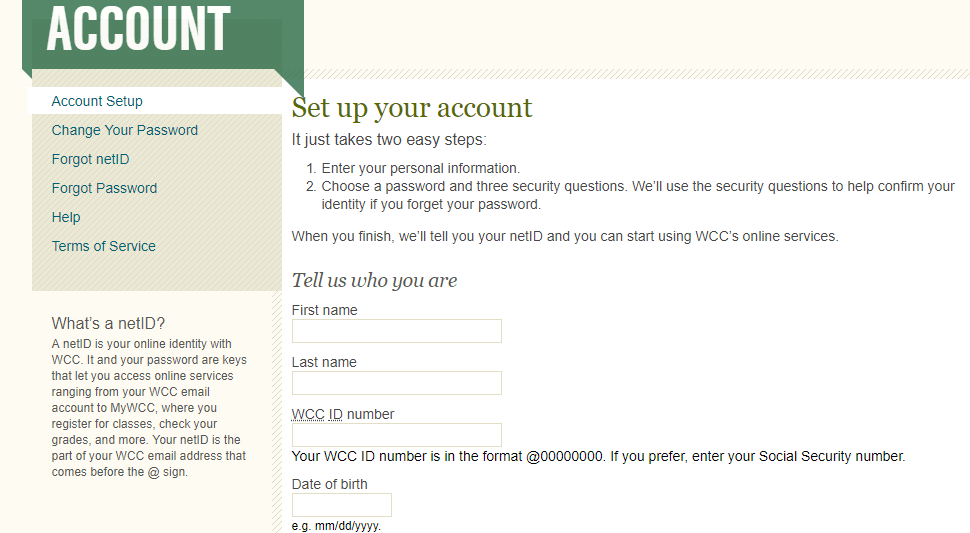 ACCOUNT
Account Setup
Change Your Password
Forgot netID
Forgot Password
Help
Terms of Service
What's a netID?
A netID is your online identity with
WCC. It and your password are keys
that let you access online services
ranging from your WCC email
account to MyWCC, where you
register for classes, check your
grades, and more. Your netID is the
part of your WCC email address that
comes before the @ sign.
Set up your account
It just takes two easy steps:
1. Enter your personal information.
2. Choose a password and three security questions. We'll use the security questions to help confirm your
identity if you forget your password.
When you finish, we'll tell you your netID and you can start using WCC's online services.
Tell us who you are
First name
Last name
WCC ID number
Your WCC ID number is in the format @00000000. If you prefer, enter your Social Security number.
Date of birth
e.g. mm/dd/yyyy.